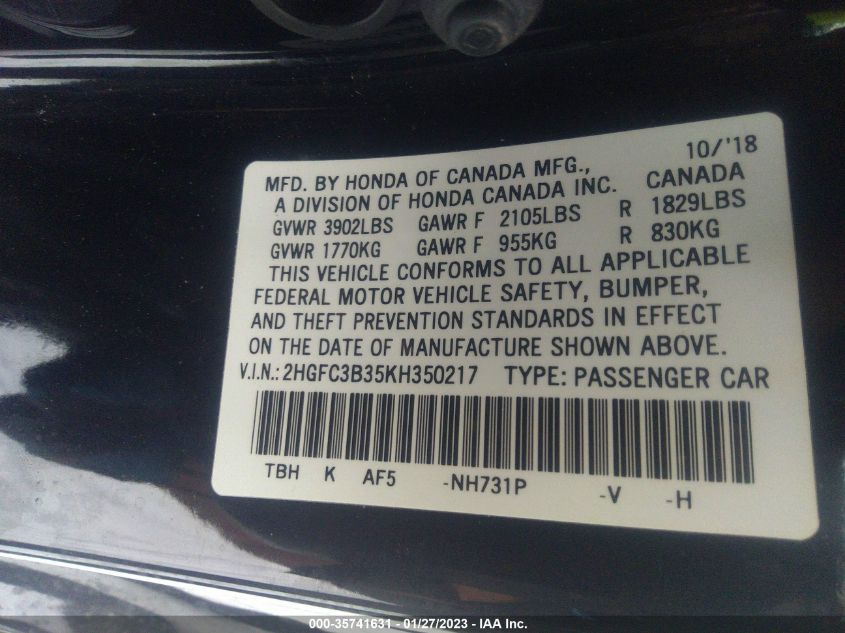 10/'18
MFD. BY HONDA OF CANADA MFG.,
A DIVISION OF HONDA CANADA INC. CANADA
GVWR 3902LBS GAWR F 2105LBS R 1829LBS
GVWR 1770KG GAWR F 955KG R 830KG
THIS VEHICLE CONFORMS TO ALL APPLICABLE
FEDERAL MOTOR VEHICLE SAFETY, BUMPER,
AND THEFT PREVENTION STANDARDS IN EFFECT
ON THE DATE OF MANUFACTURE SHOWN ABOVE.
V.I.N.: 2HGFC3B35KH350217 TYPE: PASSENGER CAR
TBH K AF5 -NH731P -V -H
000-35741631 - 01/27/2023 - IAA Inc.